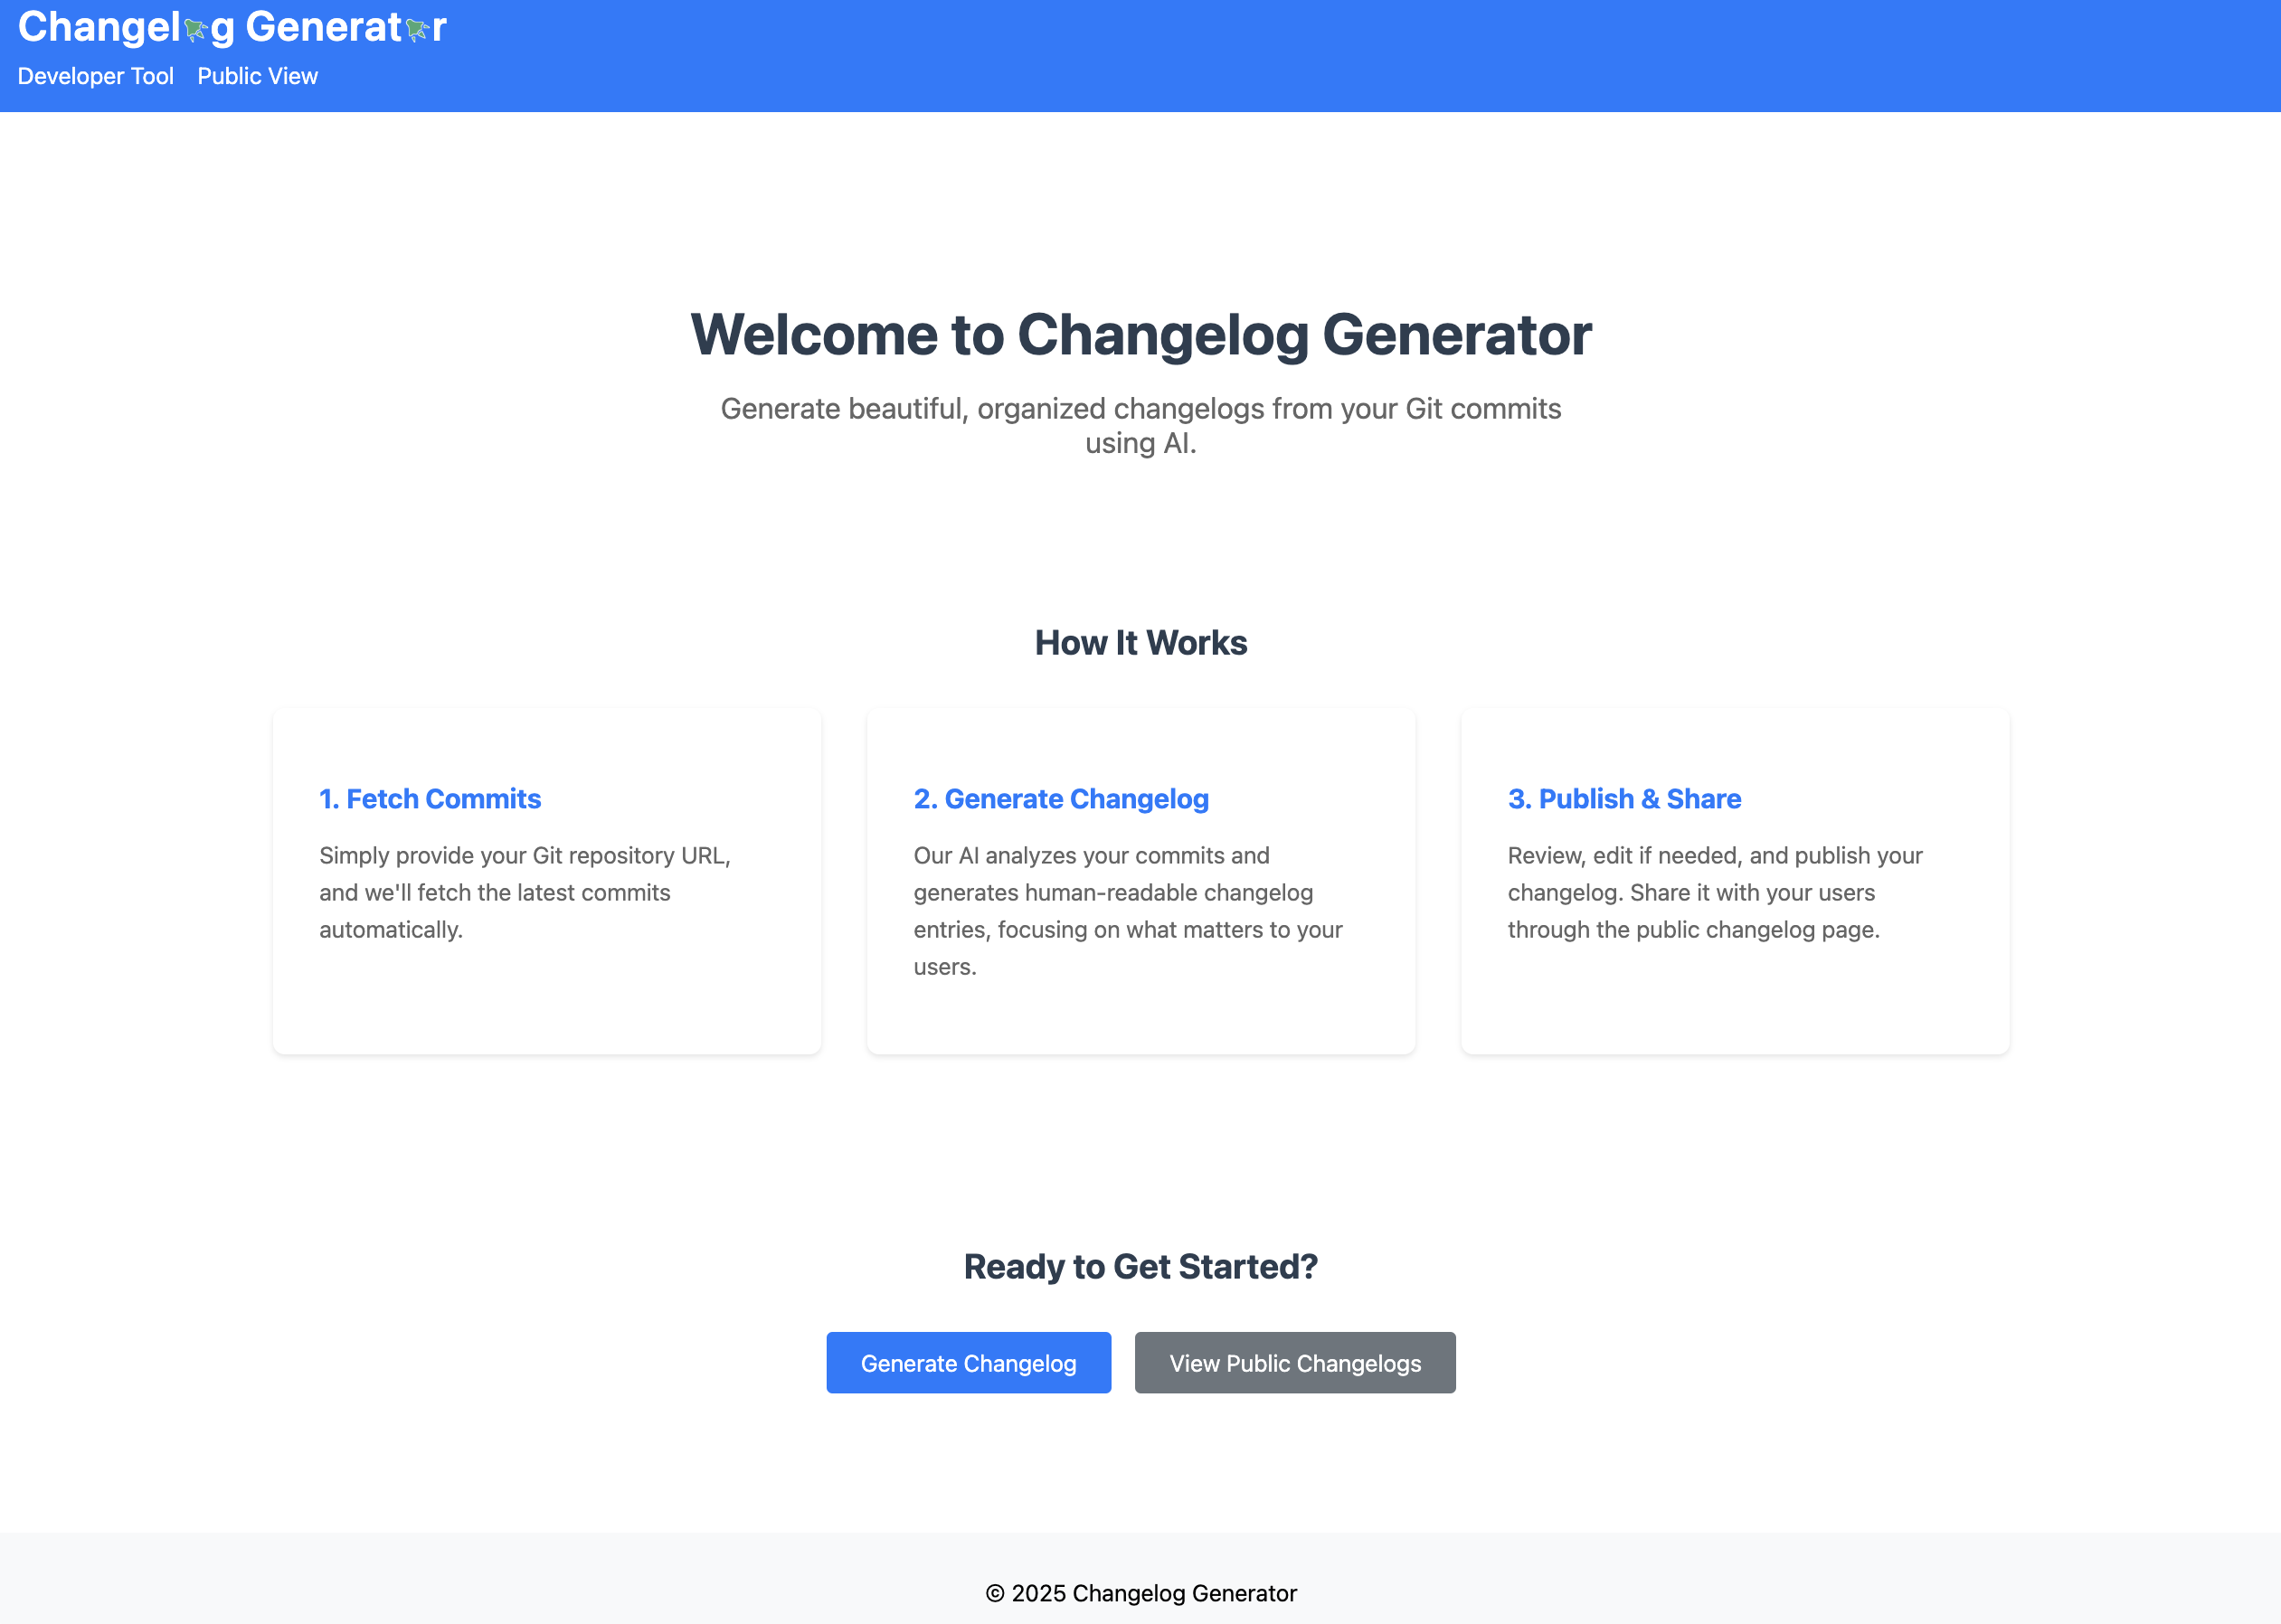 Changelg Generatr
Developer Tool Public View
Welcome to Changelog Generator
Generate beautiful, organized changelogs from your Git commits
using AI.
How It Works
1. Fetch Commits
Simply provide your Git repository URL,
and we'll fetch the latest commits
automatically.
2. Generate Changelog
Our AI analyzes your commits and
generates human-readable changelog
entries, focusing on what matters to your
users.
3. Publish & Share
Review, edit if needed, and publish your
changelog. Share it with your users
through the public changelog page.
Ready to Get Started?
Generate Changelog
View Public Changelogs
© 2025 Changelog Generator